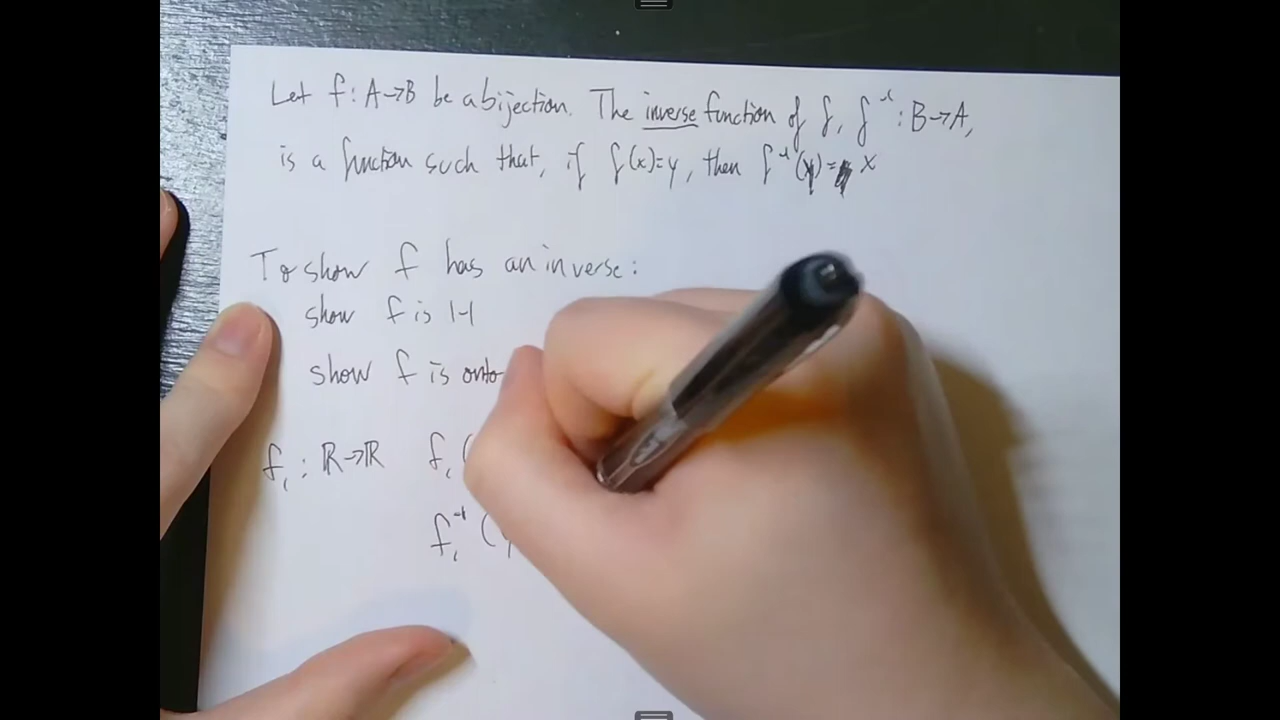 Let f: A→B be a bijection. The inverse function of f, f⁻¹: B→A,
is a function such that, if f(x)=y, then f⁻¹(y)= x
To show f has an inverse:
show f is 1-1
show f is onto
f₁: ℝ→ℝ f₁(
f₁⁻¹(y